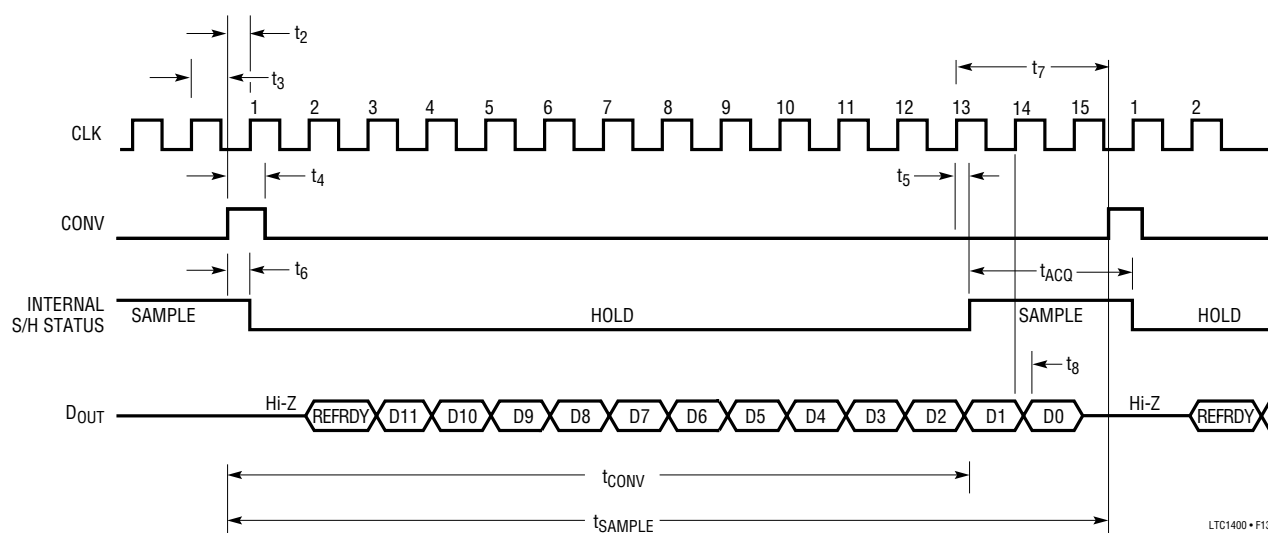 t2
t3
t7
1 2 3 4 5 6 7 8 9 10 11 12 13 14 15 1 2
CLK
t4
t5
CONV
t6
tACQ
INTERNAL
S/H STATUS
SAMPLE HOLD SAMPLE HOLD
t8
Hi-Z Hi-Z
DOUT REFRDY D11 D10 D9 D8 D7 D6 D5 D4 D3 D2 D1 D0 REFRDY
tCONV
tSAMPLE
LTC1400 • F13